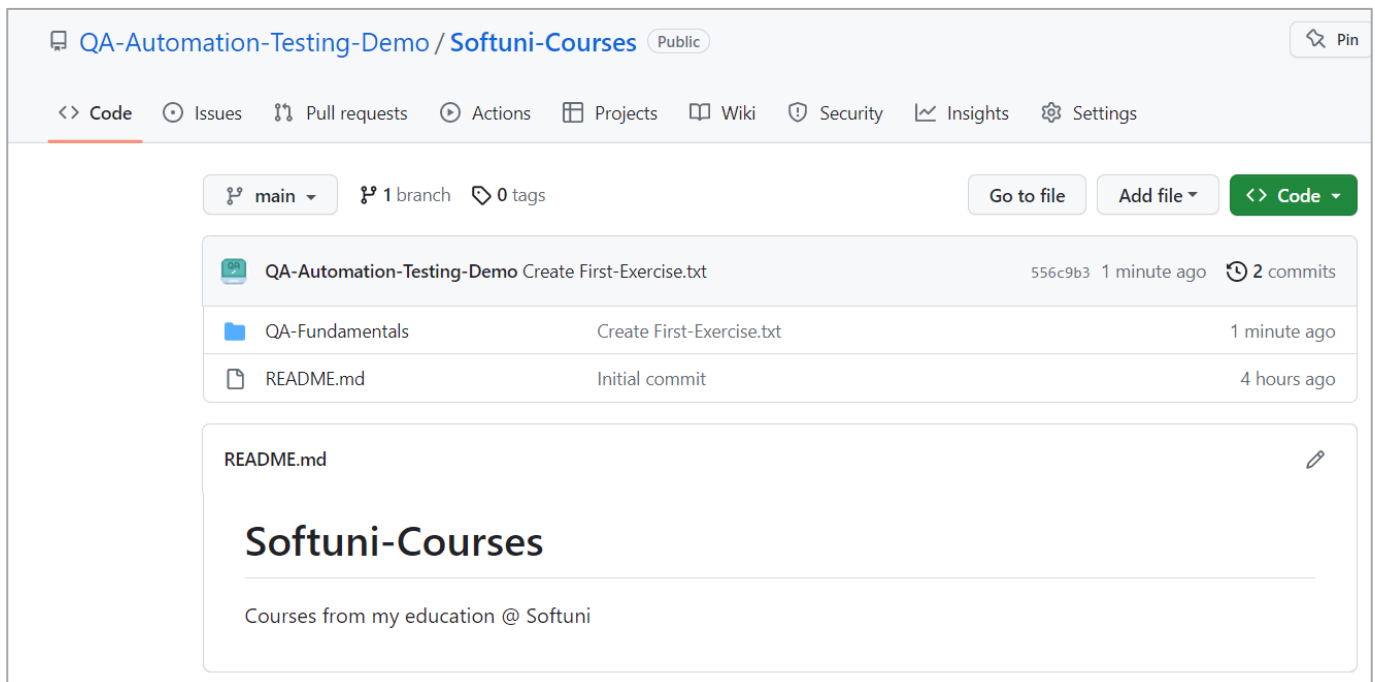 QA-Automation-Testing-Demo / Softuni-Courses Public Pin
Code Issues Pull requests Actions Projects Wiki Security Insights Settings
main 1 branch 0 tags Go to file Add file Code
QA-Automation-Testing-Demo Create First-Exercise.txt 556c9b3 1 minute ago 2 commits
QA-Fundamentals Create First-Exercise.txt 1 minute ago
README.md Initial commit 4 hours ago
README.md
Softuni-Courses
Courses from my education @ Softuni